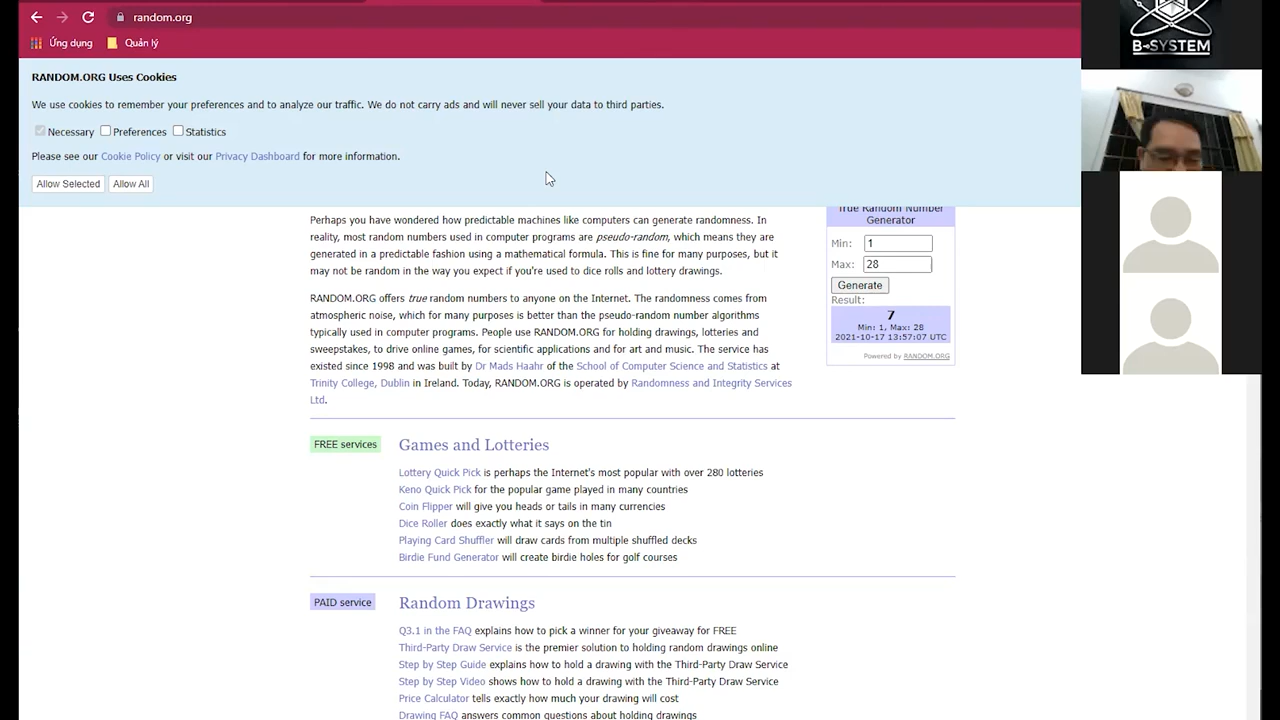 random.org
Ứng dụng
Quản lý
B-SYSTEM
RANDOM.ORG Uses Cookies
We use cookies to remember your preferences and to analyze our traffic. We do not carry ads and will never sell your data to third parties.
Necessary Preferences Statistics
Please see our Cookie Policy or visit our Privacy Dashboard for more information.
Allow Selected Allow All
Perhaps you have wondered how predictable machines like computers can generate randomness. In
reality, most random numbers used in computer programs are pseudo-random, which means they are
generated in a predictable fashion using a mathematical formula. This is fine for many purposes, but it
may not be random in the way you expect if you're used to dice rolls and lottery drawings.
RANDOM.ORG offers true random numbers to anyone on the Internet. The randomness comes from
atmospheric noise, which for many purposes is better than the pseudo-random number algorithms
typically used in computer programs. People use RANDOM.ORG for holding drawings, lotteries and
sweepstakes, to drive online games, for scientific applications and for art and music. The service has
existed since 1998 and was built by Dr Mads Haahr of the School of Computer Science and Statistics at
Trinity College, Dublin in Ireland. Today, RANDOM.ORG is operated by Randomness and Integrity Services
Ltd.
True Random Number
Generator
Min: 1
Max: 28
Generate
Result:
7
Min: 1, Max: 28
2021-10-17 13:57:07 UTC
Powered by RANDOM.ORG
FREE services
Games and Lotteries
Lottery Quick Pick is perhaps the Internet's most popular with over 280 lotteries
Keno Quick Pick for the popular game played in many countries
Coin Flipper will give you heads or tails in many currencies
Dice Roller does exactly what it says on the tin
Playing Card Shuffler will draw cards from multiple shuffled decks
Birdie Fund Generator will create birdie holes for golf courses
PAID service
Random Drawings
Q3.1 in the FAQ explains how to pick a winner for your giveaway for FREE
Third-Party Draw Service is the premier solution to holding random drawings online
Step by Step Guide explains how to hold a drawing with the Third-Party Draw Service
Step by Step Video shows how to hold a drawing with the Third-Party Draw Service
Price Calculator tells exactly how much your drawing will cost
Drawing FAQ answers common questions about holding drawings